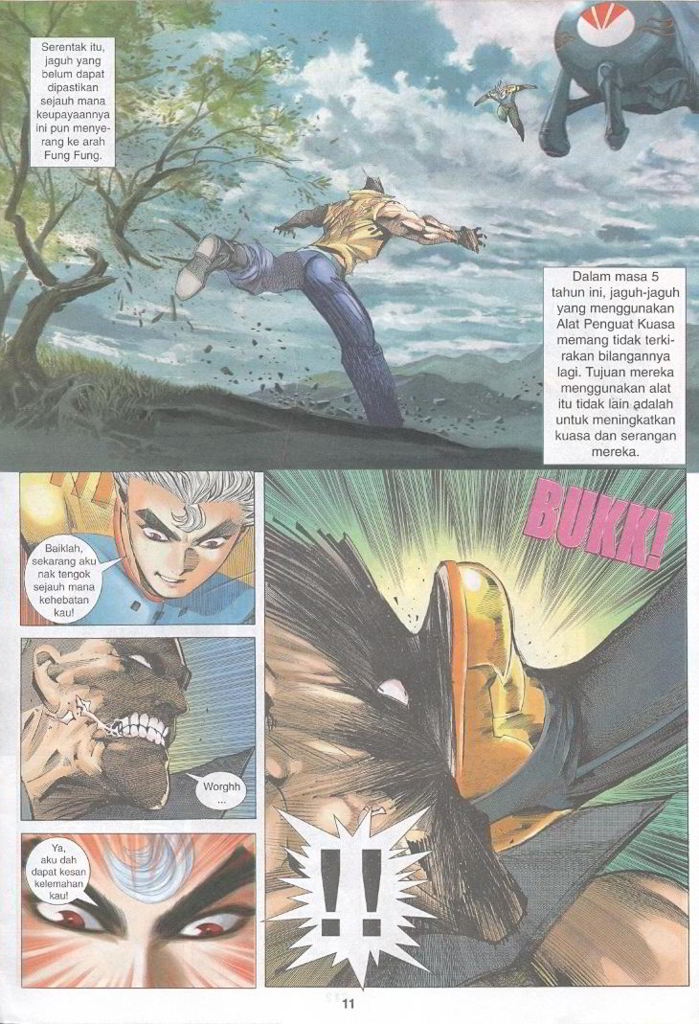 Serentak itu,
jaguh yang
belum dapat
dipastikan
sejauh mana
keupayaannya
ini pun menye-
rang ke arah
Fung Fung.
Dalam masa 5
tahun ini, jaguh-jaguh
yang menggunakan
Alat Penguat Kuasa
memang tidak terki-
rakan bilangannya
lagi. Tujuan mereka
menggunakan alat
itu tidak lain adalah
untuk meningkatkan
kuasa dan serangan
mereka.
!!!
Baiklah,
sekarang aku
nak tengok
sejauh mana
kehebatan
kau!
Worghh
...
Ya,
aku dah
dapat kesan
kelemahan
kau!
BUKK!
!!
11